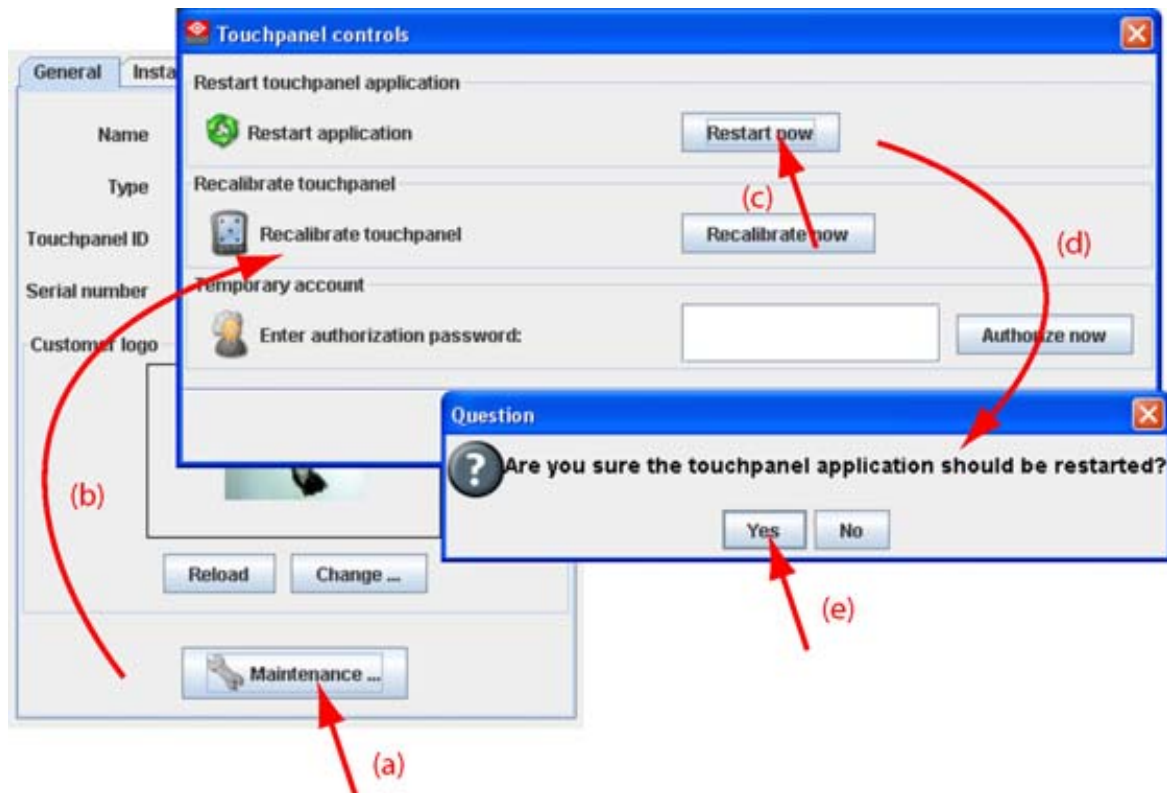 Touchpanel controls
General Insta
Restart touchpanel application
Restart application Restart now
Name
Type
Recalibrate touchpanel
(c)
Recalibrate touchpanel Recalibrate now
(d)
Touchpanel ID
Serial number
Temporary account
Enter authorization password: Authorize now
Customer logo
Question
Are you sure the touchpanel application should be restarted?
(b)
Yes No
Reload Change ...
(e)
Maintenance ...
(a)